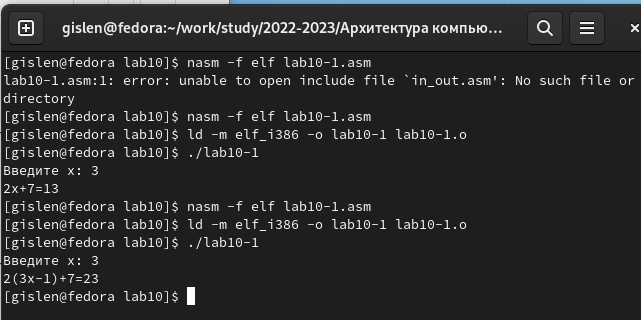 gislen@fedora:~/work/study/2022-2023/Архитектура компью...
[gislen@fedora lab10]$ nasm -f elf lab10-1.asm
lab10-1.asm:1: error: unable to open include file `in_out.asm': No such file or
directory
[gislen@fedora lab10]$ nasm -f elf lab10-1.asm
[gislen@fedora lab10]$ ld -m elf_i386 -o lab10-1 lab10-1.o
[gislen@fedora lab10]$ ./lab10-1
Введите x: 3
2x+7=13
[gislen@fedora lab10]$ nasm -f elf lab10-1.asm
[gislen@fedora lab10]$ ld -m elf_i386 -o lab10-1 lab10-1.o
[gislen@fedora lab10]$ ./lab10-1
Введите x: 3
2(3x-1)+7=23
[gislen@fedora lab10]$